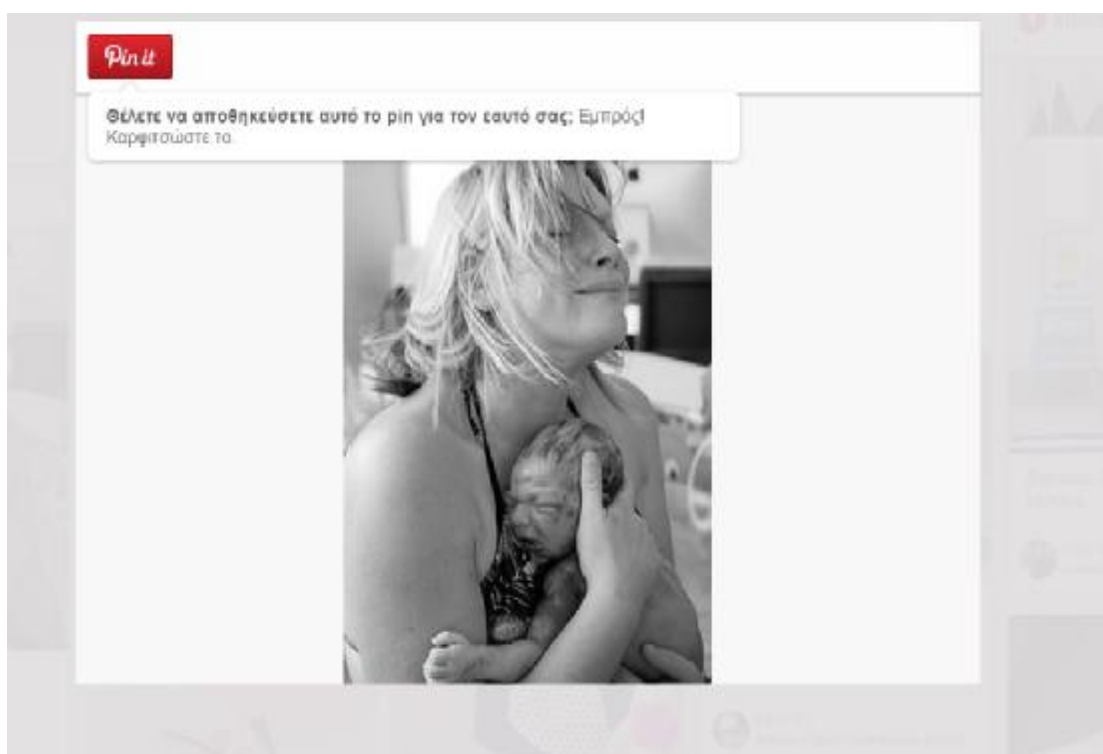 Pin it
Θέλετε να αποθηκεύσετε αυτό το pin για τον εαυτό σας; Εμπρός!
Καρφιτσώστε το.